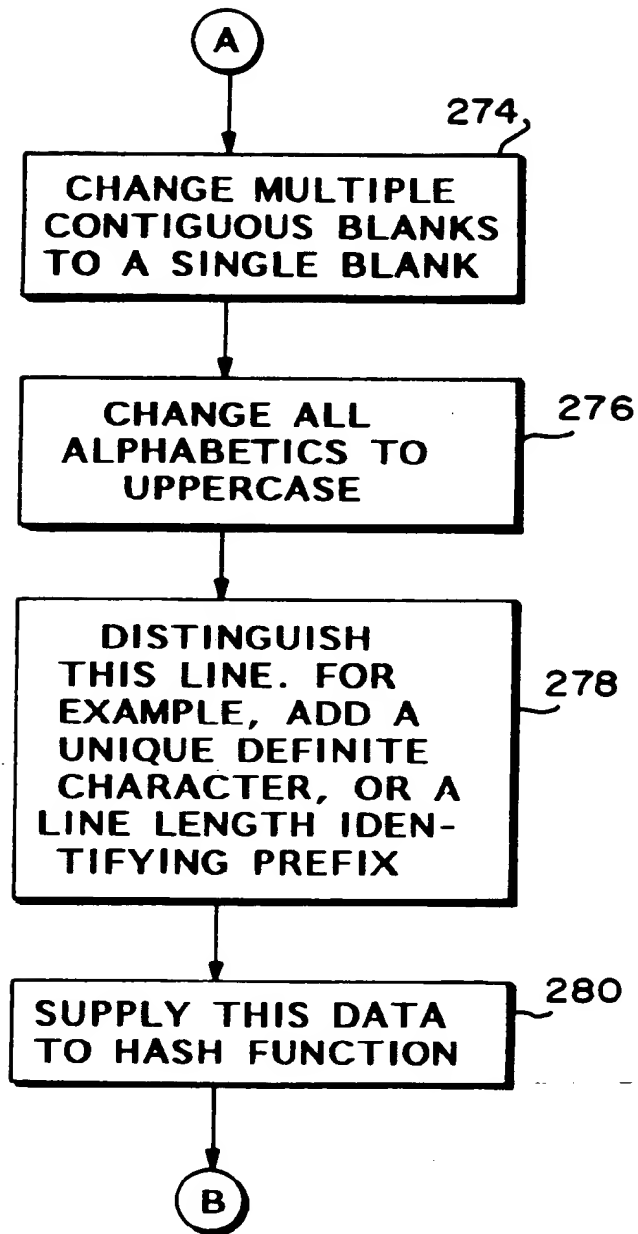 A
274
CHANGE MULTIPLE
CONTIGUOUS BLANKS
TO A SINGLE BLANK
276
CHANGE ALL
ALPHABETICS TO
UPPERCASE
278
DISTINGUISH
THIS LINE. FOR
EXAMPLE, ADD A
UNIQUE DEFINITE
CHARACTER, OR A
LINE LENGTH IDEN-
TIFYING PREFIX
280
SUPPLY THIS DATA
TO HASH FUNCTION
B